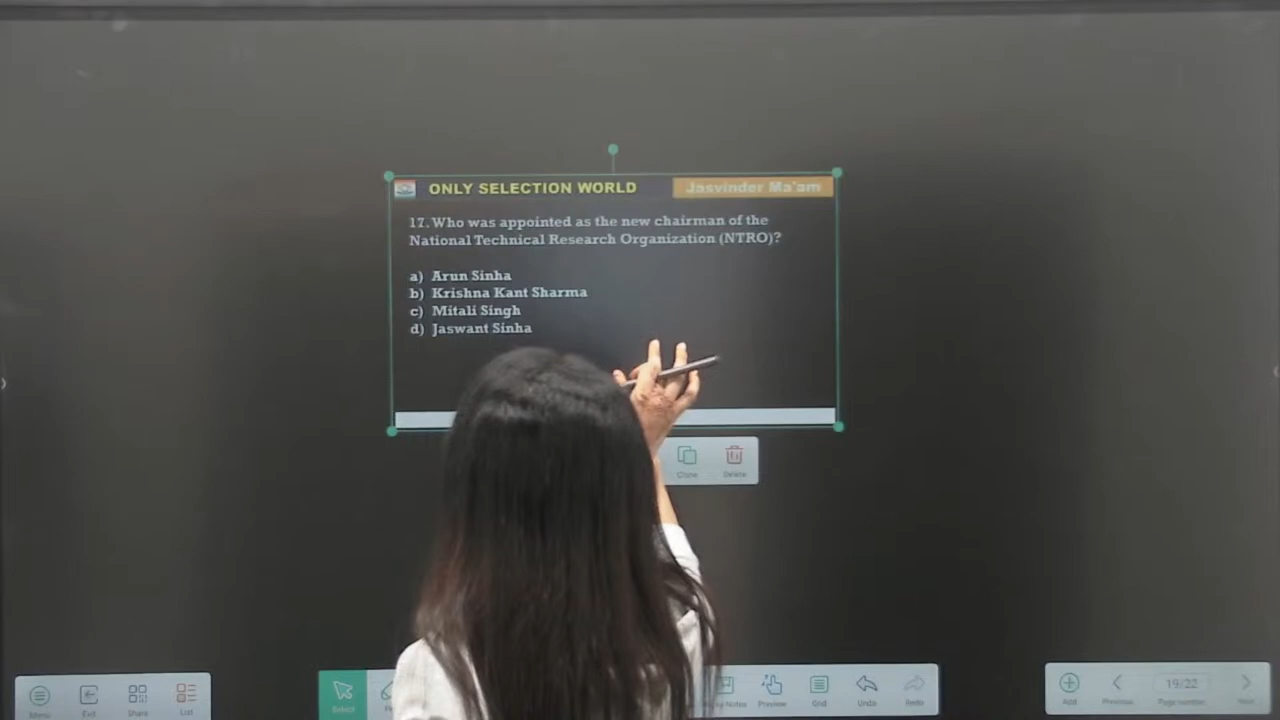 ONLY SELECTION WORLD
Jasvinder Ma'am
17. Who was appointed as the new chairman of the
National Technical Research Organization (NTRO)?
a) Arun Sinha
b) Krishna Kant Sharma
c) Mitali Singh
d) Jaswant Sinha
Clone Delete
Menu Exit Share List
Select Notes Preview Grid Undo Redo
Add Previous 19/22 Page number Next